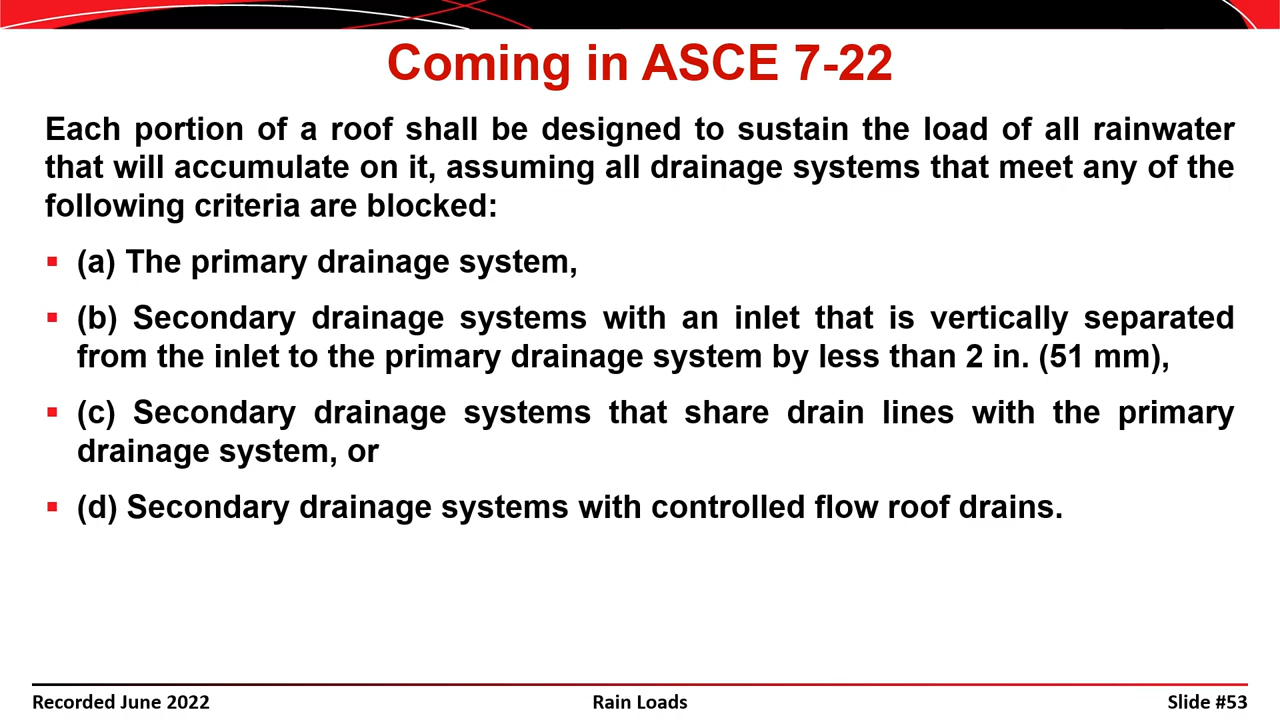 Coming in ASCE 7-22
Each portion of a roof shall be designed to sustain the load of all rainwater
that will accumulate on it, assuming all drainage systems that meet any of the
following criteria are blocked:
(a) The primary drainage system,
(b) Secondary drainage systems with an inlet that is vertically separated
from the inlet to the primary drainage system by less than 2 in. (51 mm),
(c) Secondary drainage systems that share drain lines with the primary
drainage system, or
(d) Secondary drainage systems with controlled flow roof drains.
Recorded June 2022
Rain Loads
Slide #53